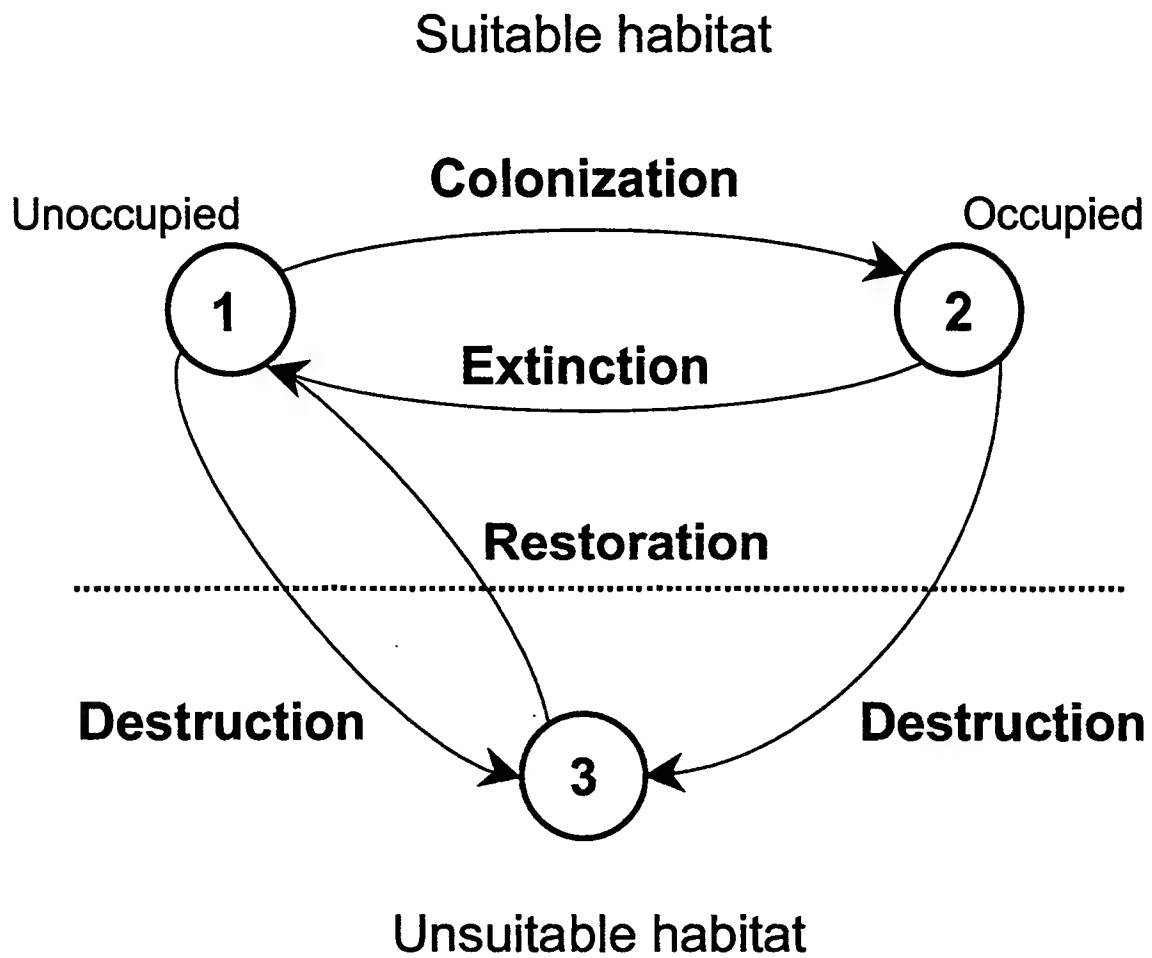 Suitable habitat
Colonization
Unoccupied
Occupied
1
2
Extinction
Restoration
Destruction
Destruction
3
Unsuitable habitat